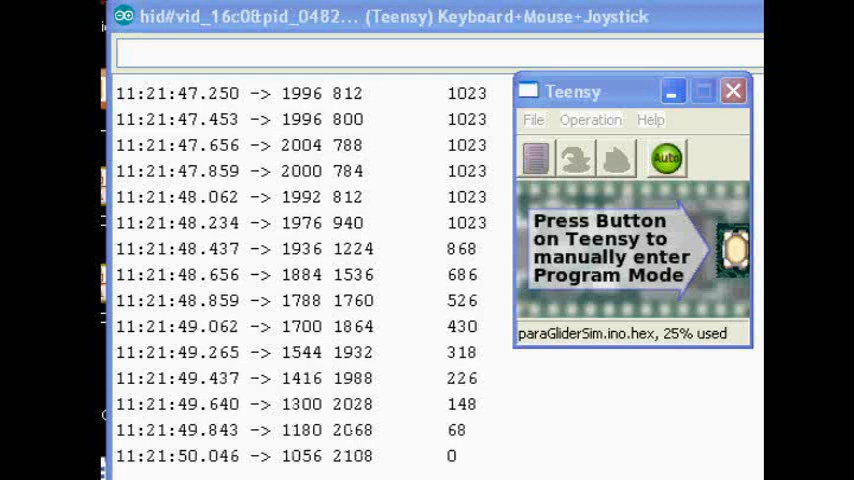 hid#vid_16c0&pid_0482... (Teensy) Keyboard+Mouse+Joystick
11:21:47.250 -> 1996 812 1023
11:21:47.453 -> 1996 800 1023
11:21:47.656 -> 2004 788 1023
11:21:47.859 -> 2000 784 1023
11:21:48.062 -> 1992 812 1023
11:21:48.234 -> 1976 940 1023
11:21:48.437 -> 1936 1224 868
11:21:48.656 -> 1884 1536 686
11:21:48.859 -> 1788 1760 526
11:21:49.062 -> 1700 1864 430
11:21:49.265 -> 1544 1932 318
11:21:49.437 -> 1416 1988 226
11:21:49.640 -> 1300 2028 148
11:21:49.843 -> 1180 2068 68
11:21:50.046 -> 1056 2108 0
Teensy
File Operation Help
Auto
Press Button
on Teensy to
manually enter
Program Mode
paraGliderSim.ino.hex, 25% used